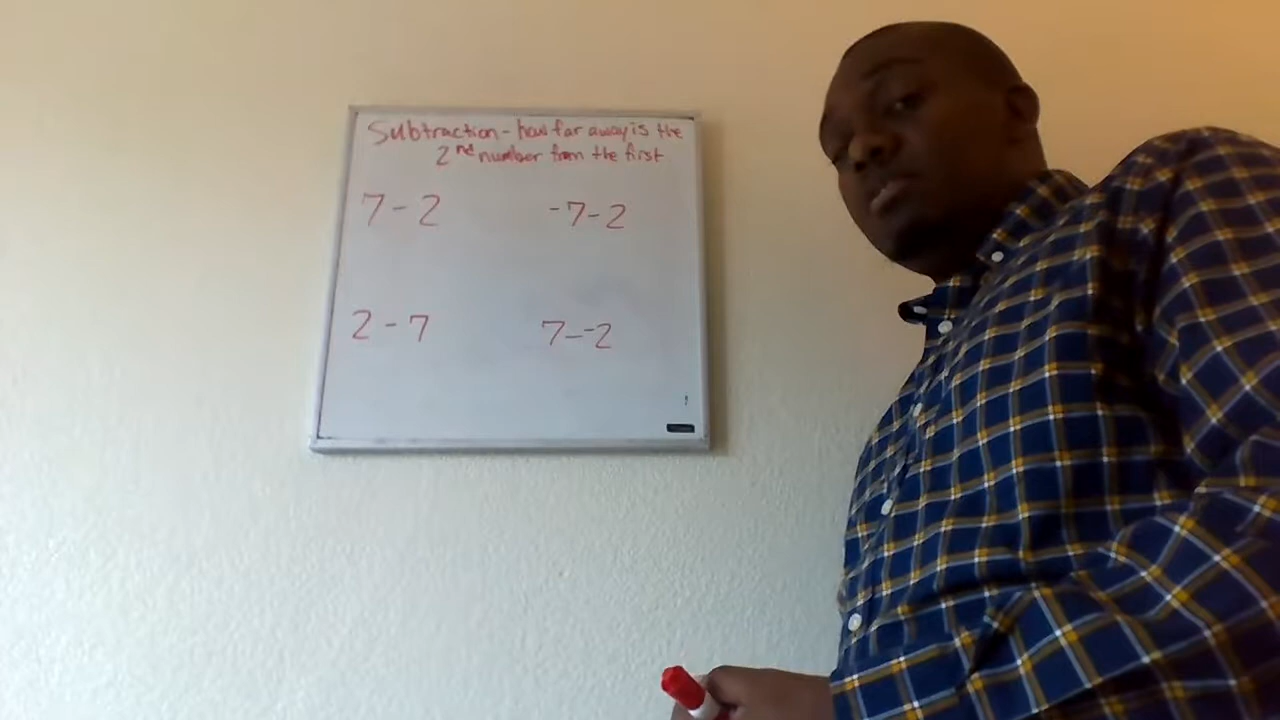 Subtraction - how far away is the
2nd number from the first
7-2 -7-2
2-7 7--2